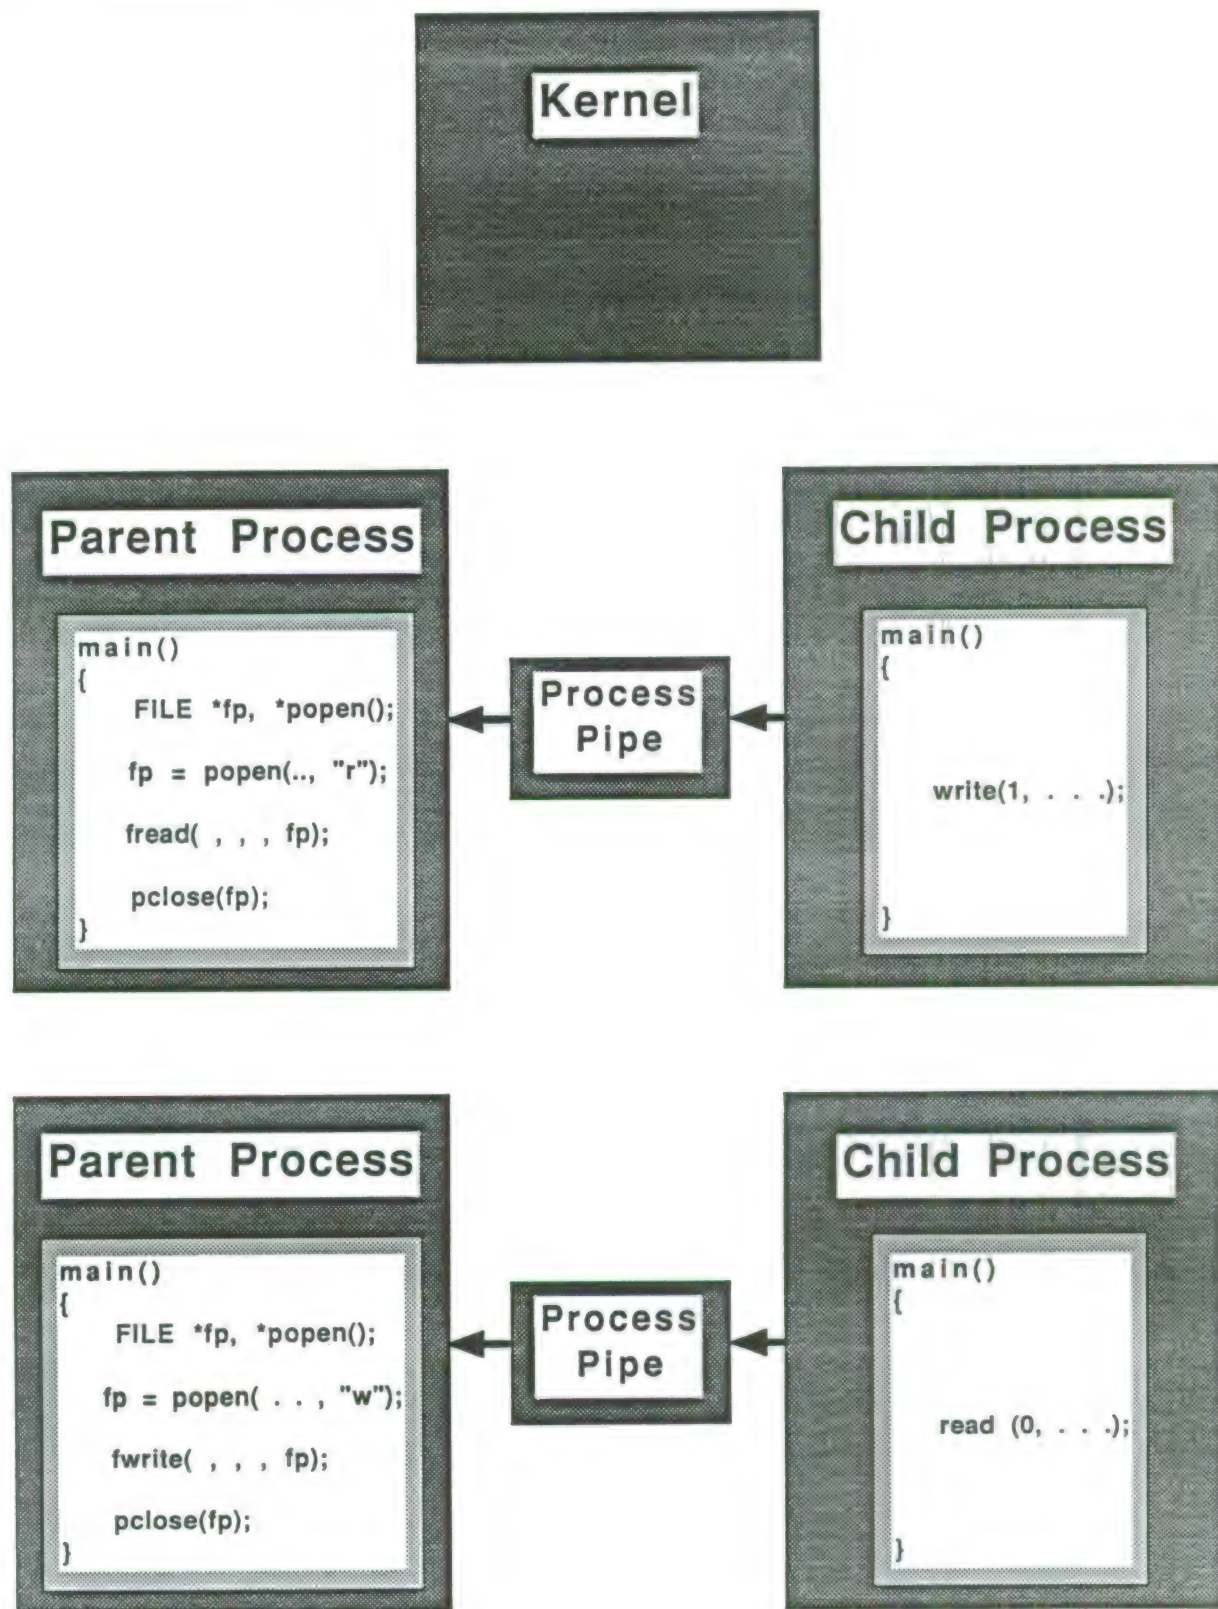 Kernel
Parent Process
main()
{
FILE *fp, *popen();
fp = popen(.., "r");
fread( , , , fp);
pclose(fp);
}
Process
Pipe
Child Process
main()
{
write(1, . . .);
}
Parent Process
main()
{
FILE *fp, *popen();
fp = popen( . . , "w");
fwrite( , , , fp);
pclose(fp);
}
Process
Pipe
Child Process
main()
{
read (0, . . .);
}